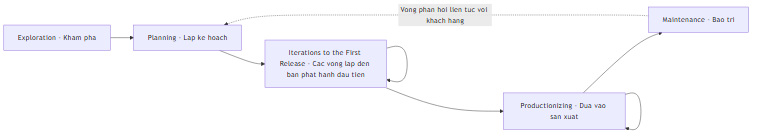 Vong phan hoi lien tuc voi
khach hang
Maintenance - Bao tri
Exploration - Kham pha
Planning - Lap ke hoach
Iterations to the First
Release - Cac vong lap den
ban phat hanh dau tien
Productionizing - Dua vao
san xuat